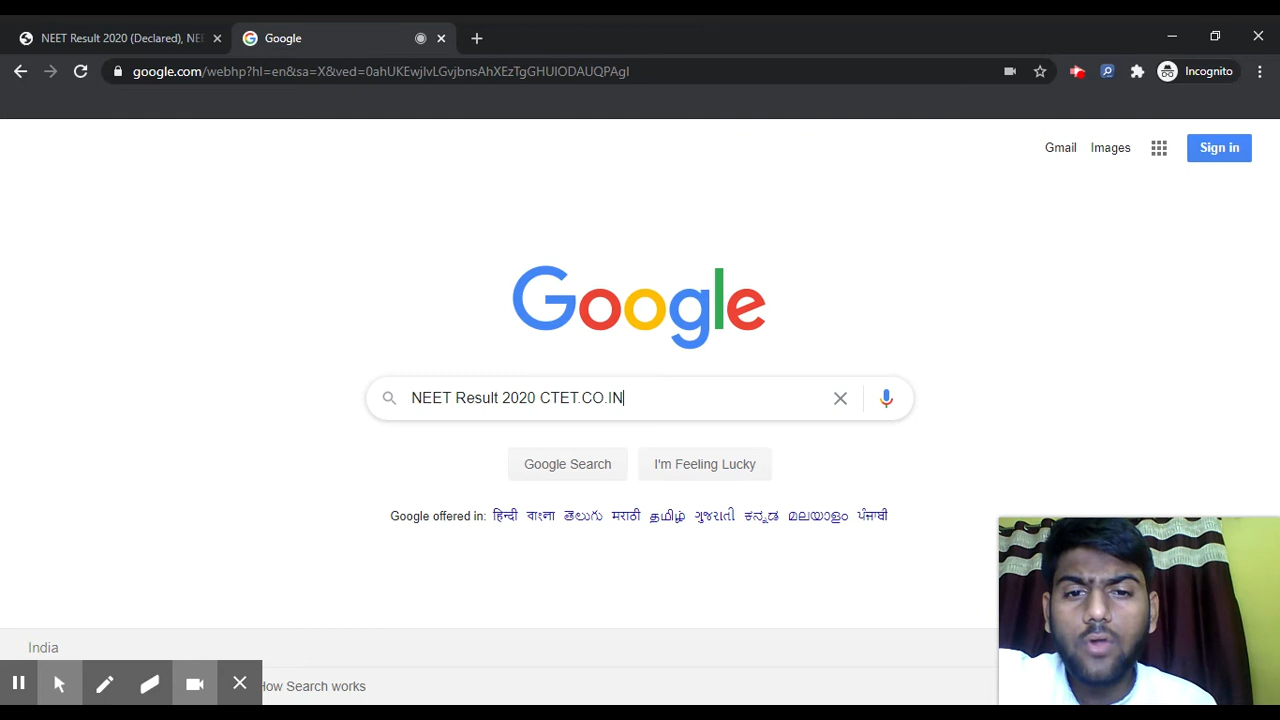 NEET Result 2020 (Declared), NEE
Google
google.com/webhp?hl=en&sa=X&ved=0ahUKEwjlvLGvjbnsAhXEzTgGHUIODAUQPAgI
Incognito
Gmail
Images
Sign in
Google
NEET Result 2020 CTET.CO.IN
Google Search
I'm Feeling Lucky
Google offered in: हिन्दी বাংলা తెలుగు मराठी தமிழ் ગુજરાતી ಕನ್ನಡ മലയാളം ਪੰਜਾਬੀ
India
How Search works